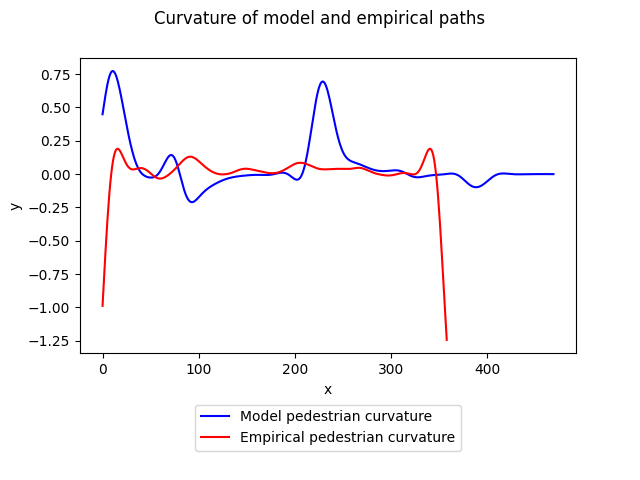 Curvature of model and empirical paths
0.75
0.50
0.25
0.00
−0.25
−0.50
−0.75
−1.00
−1.25
y
0 100 200 300 400
x
Model pedestrian curvature
Empirical pedestrian curvature